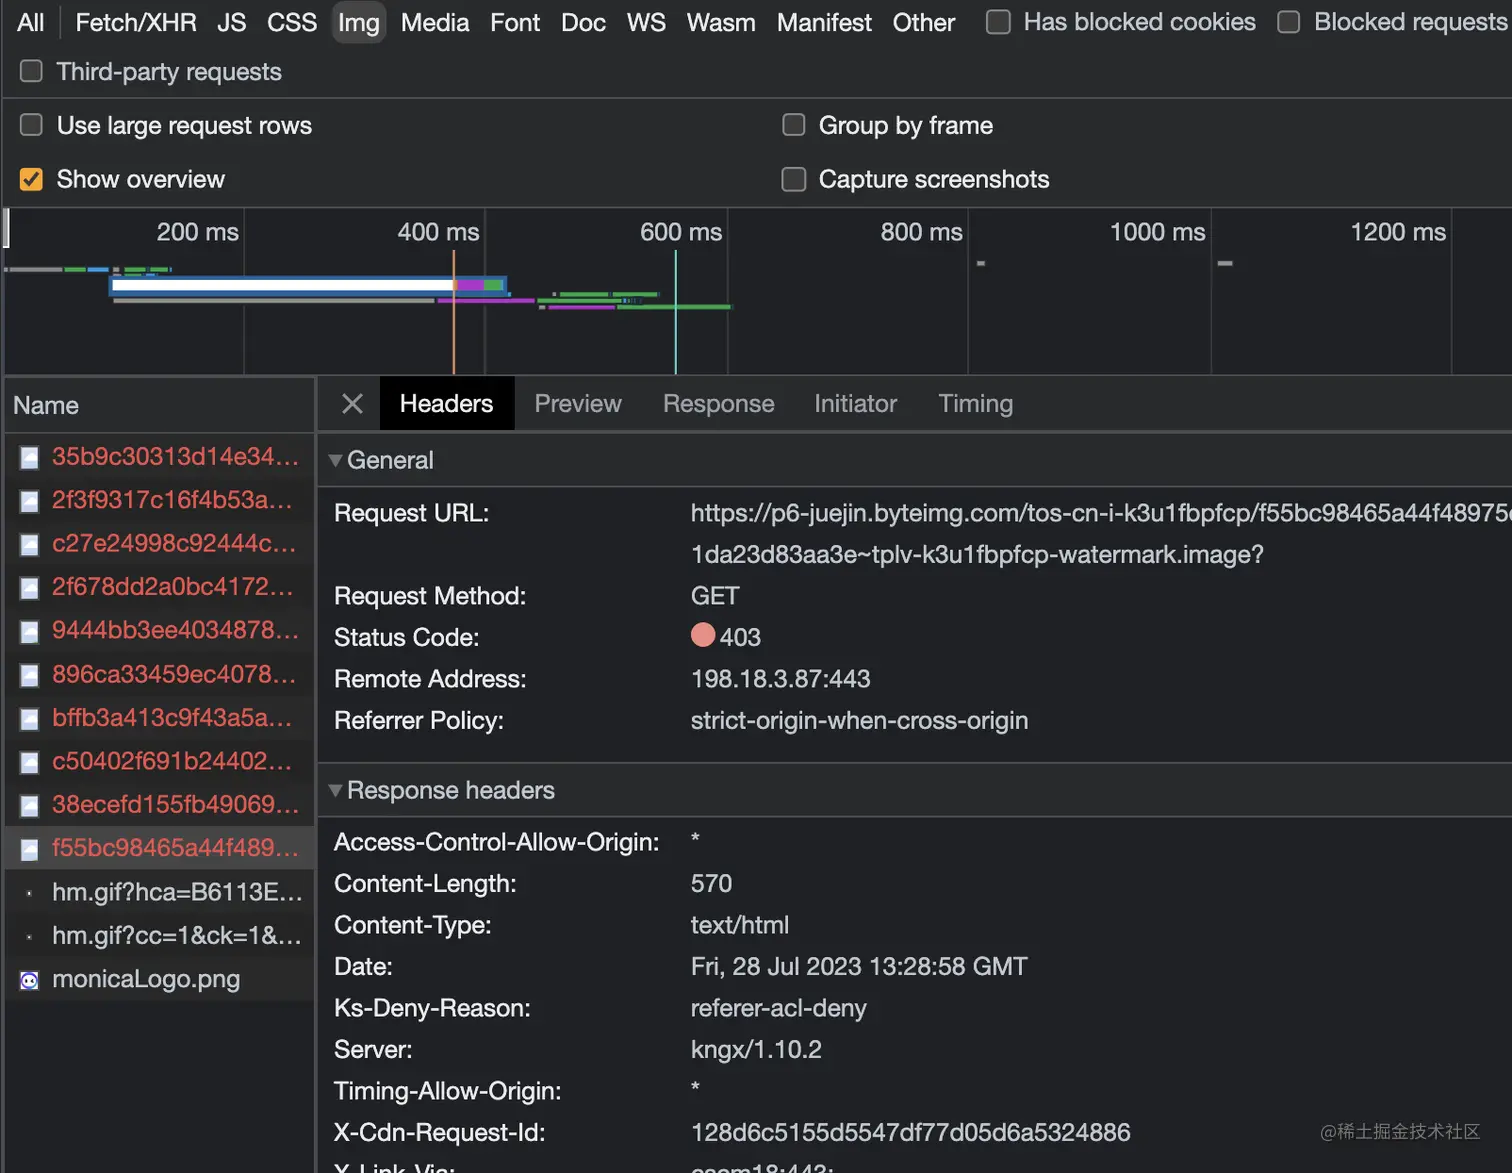 All Fetch/XHR JS CSS Img Media Font Doc WS Wasm Manifest Other Has blocked cookies Blocked requests
Third-party requests
Use large request rows Group by frame
Show overview Capture screenshots
200 ms 400 ms 600 ms 800 ms 1000 ms 1200 ms
Name Headers Preview Response Initiator Timing
35b9c30313d14e34...
2f3f9317c16f4b53a...
c27e24998c92444c...
2f678dd2a0bc4172...
9444bb3ee4034878...
896ca33459ec4078...
bffb3a413c9f43a5a...
c50402f691b24402...
38ecefd155fb49069...
f55bc98465a44f489...
hm.gif?hca=B6113E...
hm.gif?cc=1&ck=1&...
monicaLogo.png
General
Request URL: https://p6-juejin.byteimg.com/tos-cn-i-k3u1fbpfcp/f55bc98465a44f48975
1da23d83aa3e~tplv-k3u1fbpfcp-watermark.image?
Request Method: GET
Status Code: 403
Remote Address: 198.18.3.87:443
Referrer Policy: strict-origin-when-cross-origin
Response headers
Access-Control-Allow-Origin: *
Content-Length: 570
Content-Type: text/html
Date: Fri, 28 Jul 2023 13:28:58 GMT
Ks-Deny-Reason: referer-acl-deny
Server: kngx/1.10.2
Timing-Allow-Origin: *
X-Cdn-Request-Id: 128d6c5155d5547df77d05d6a5324886
@稀土掘金技术社区
X-Link-Via: